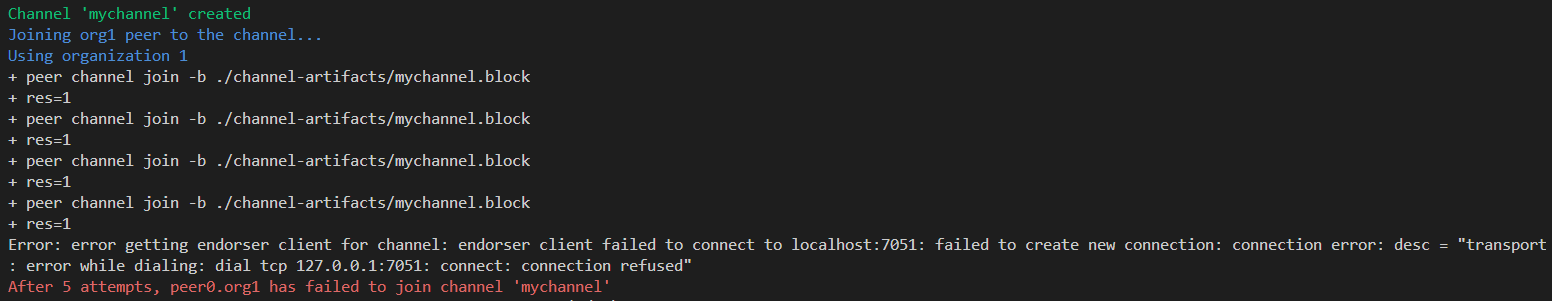 Channel 'mychannel' created
Joining org1 peer to the channel...
Using organization 1
+ peer channel join -b ./channel-artifacts/mychannel.block
+ res=1
+ peer channel join -b ./channel-artifacts/mychannel.block
+ res=1
+ peer channel join -b ./channel-artifacts/mychannel.block
+ res=1
+ peer channel join -b ./channel-artifacts/mychannel.block
+ res=1
Error: error getting endorser client for channel: endorser client failed to connect to localhost:7051: failed to create new connection: connection error: desc = "transport
: error while dialing: dial tcp 127.0.0.1:7051: connect: connection refused"
After 5 attempts, peer0.org1 has failed to join channel 'mychannel'